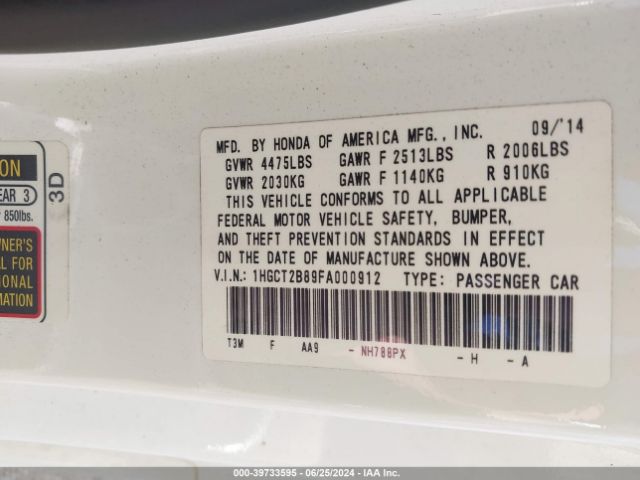 ON
EAR 3
850lbs.
3D
NER'S
AL FOR
IONAL
MATION
MFD. BY HONDA OF AMERICA MFG., INC. 09/'14
GVWR 4475LBS GAWR F 2513LBS R 2006LBS
GVWR 2030KG GAWR F 1140KG R 910KG
THIS VEHICLE CONFORMS TO ALL APPLICABLE
FEDERAL MOTOR VEHICLE SAFETY, BUMPER,
AND THEFT PREVENTION STANDARDS IN EFFECT
ON THE DATE OF MANUFACTURE SHOWN ABOVE.
V.I.N.: 1HGCT2B89FA000912 TYPE: PASSENGER CAR
T3M F AA9 - NH788PX - H - A
000-39733595 - 06/25/2024 - IAA Inc.